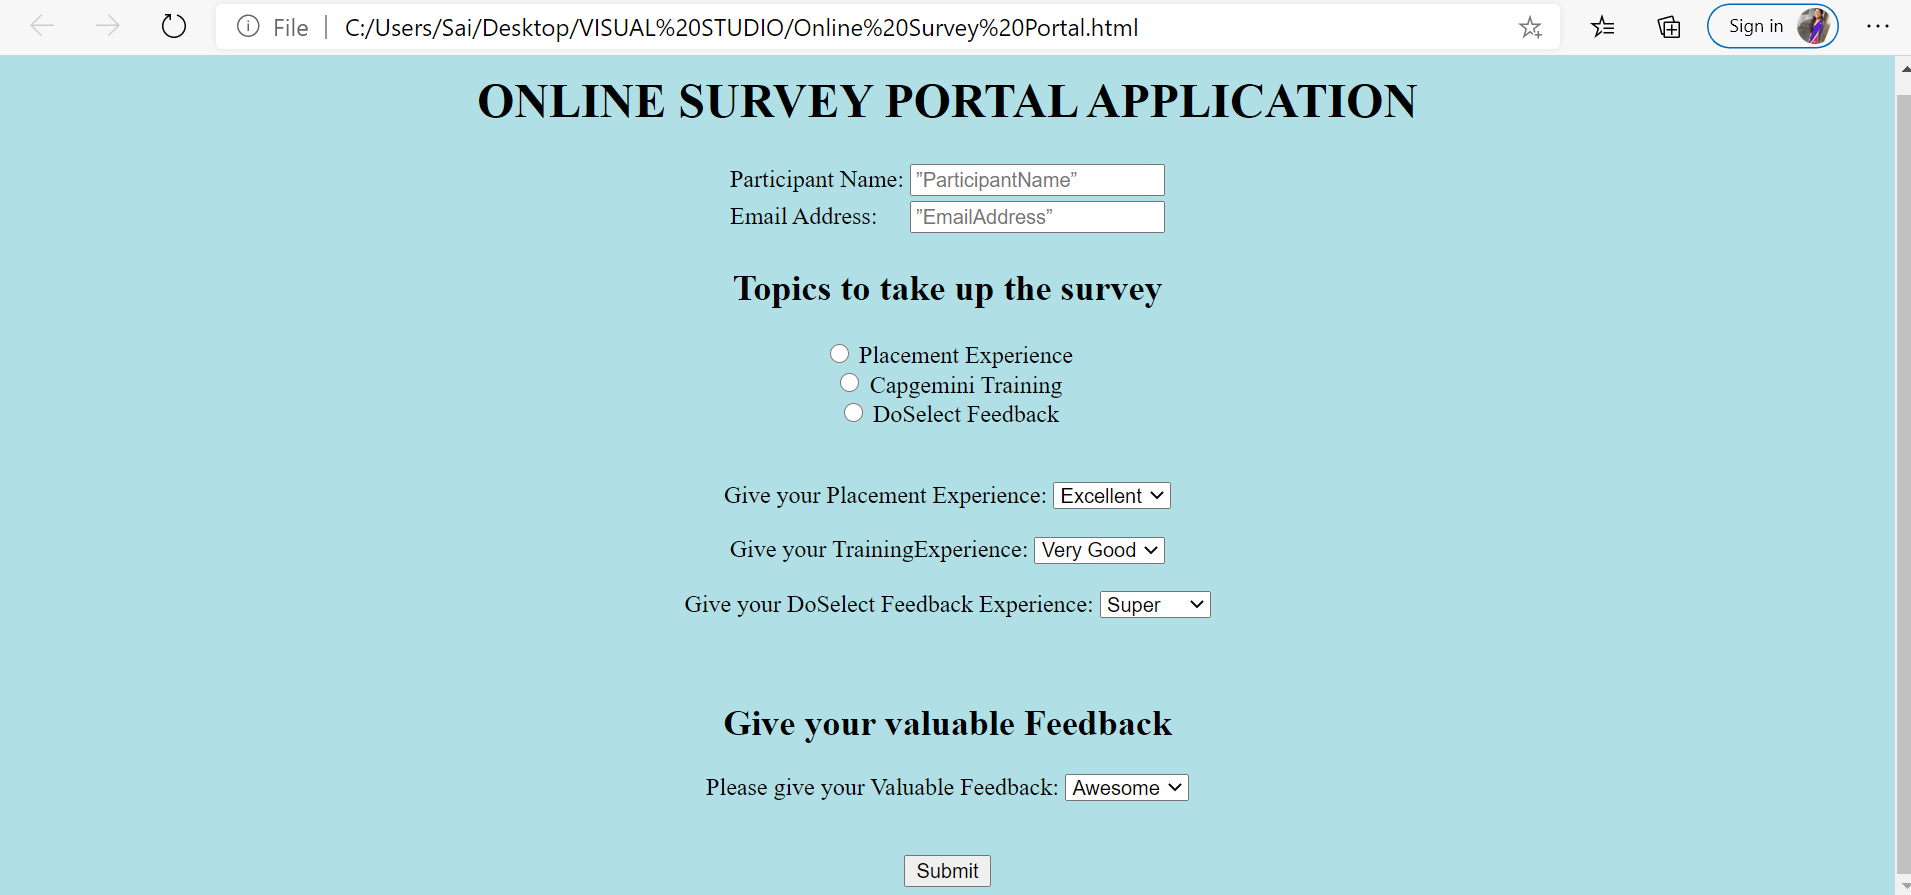 File | C:/Users/Sai/Desktop/VISUAL%20STUDIO/Online%20Survey%20Portal.html Sign in
ONLINE SURVEY PORTAL APPLICATION
Participant Name: ”ParticipantName”
Email Address: ”EmailAddress”
Topics to take up the survey
Placement Experience
Capgemini Training
DoSelect Feedback
Give your Placement Experience: Excellent
Give your TrainingExperience: Very Good
Give your DoSelect Feedback Experience: Super
Give your valuable Feedback
Please give your Valuable Feedback: Awesome
Submit